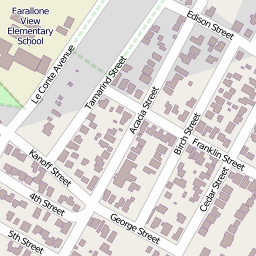 Farallone
View
Elementary
School
Edison Street
Le Conte Avenue
Tamarind Street
Acacia Street
Birch Street
Franklin Street
Kanoff Street
Cedar Street
4th Street
George Street
5th Street